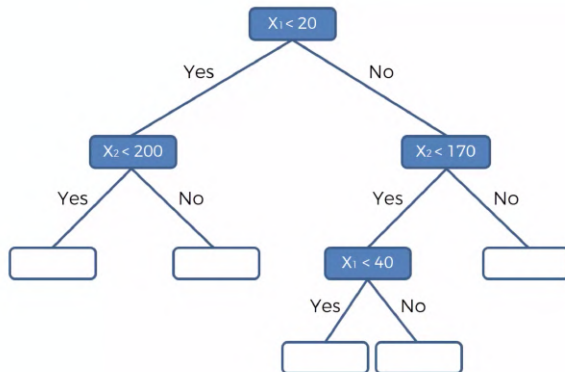 X₁ < 20
Yes
No
X₂ < 200
X₂ < 170
Yes
No
Yes
No
X₁ < 40
Yes
No